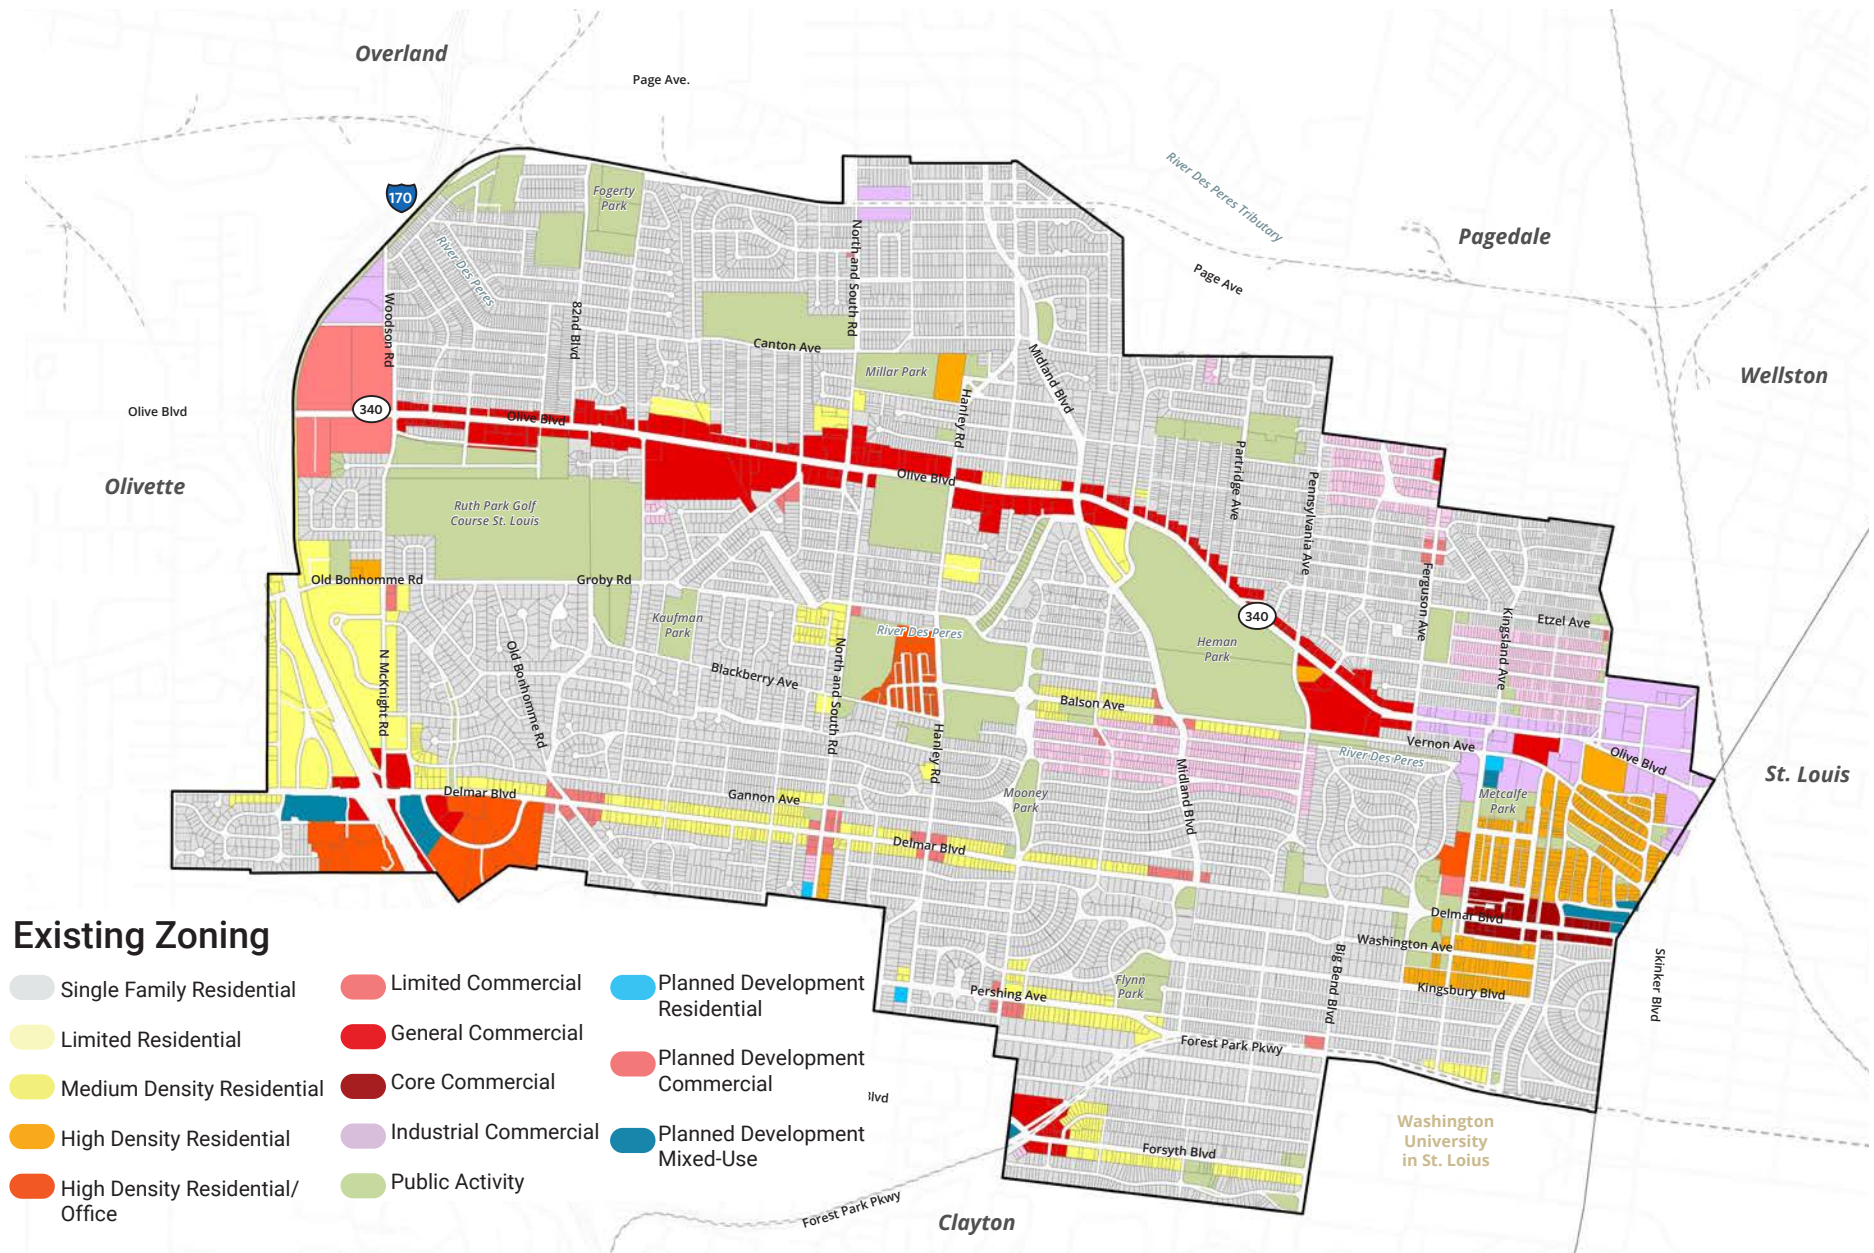 Overland
Page Ave.
170
Fogerty
Park
River Des Peres Tributary
Pagedale
River Des Peres
North and South Rd
Page Ave
Woodson Rd
82nd Blvd
Canton Ave
Midland Blvd
Millar Park
Wellston
Olive Blvd
340
Olive Blvd
Hanley Rd
Olivette
Olive Blvd
Partridge Ave
Pennsylvania Ave
Ruth Park Golf
Course St. Louis
Old Bonhomme Rd
Groby Rd
Ferguson Ave
340
Kingsland Ave
Etzel Ave
Kaufman
Park
River Des Peres
Heman
Park
N McKnight Rd
Old Bonhomme Rd
Blackberry Ave
North and South Rd
Balson Ave
Hanley Rd
Vernon Ave
River Des Peres
Olive Blvd
St. Louis
Delmar Blvd
Gannon Ave
Mooney
Park
Midland Blvd
Metcalfe
Park
Delmar Blvd
Delmar Blvd
Washington Ave
Big Bend Blvd
Skinker Blvd
Flynn
Park
Pershing Ave
Kingsbury Blvd
Forest Park Pkwy
Blvd
Forsyth Blvd
Washington
University
in St. Loius
Forest Park Pkwy
Clayton
Existing Zoning
Single Family Residential
Limited Residential
Medium Density Residential
High Density Residential
High Density Residential/
Office
Limited Commercial
General Commercial
Core Commercial
Industrial Commercial
Public Activity
Planned Development
Residential
Planned Development
Commercial
Planned Development
Mixed-Use